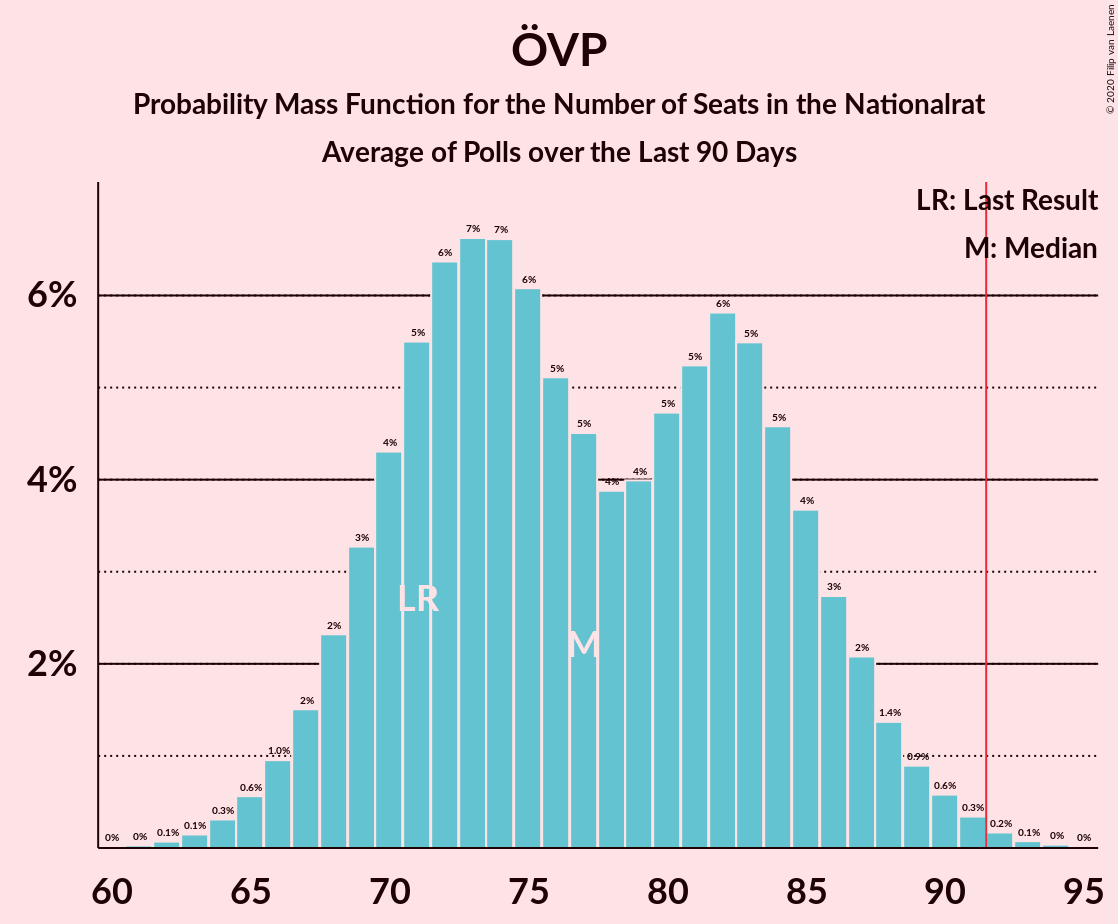 ÖVP
Probability Mass Function for the Number of Seats in the Nationalrat
Average of Polls over the Last 90 Days
© 2020 Filip van Laenen
LR: Last Result
M: Median
6%
4%
2%
0% 0% 0.1% 0.1% 0.3% 0.6% 1.0% 2% 2% 3% 4% 5% 6% 7% 7% 6% 5% 5% 4% 4% 5% 5% 6% 5% 5% 4% 3% 2% 1.4% 0.9% 0.6% 0.3% 0.2% 0.1% 0% 0%
LR
M
60 65 70 75 80 85 90 95